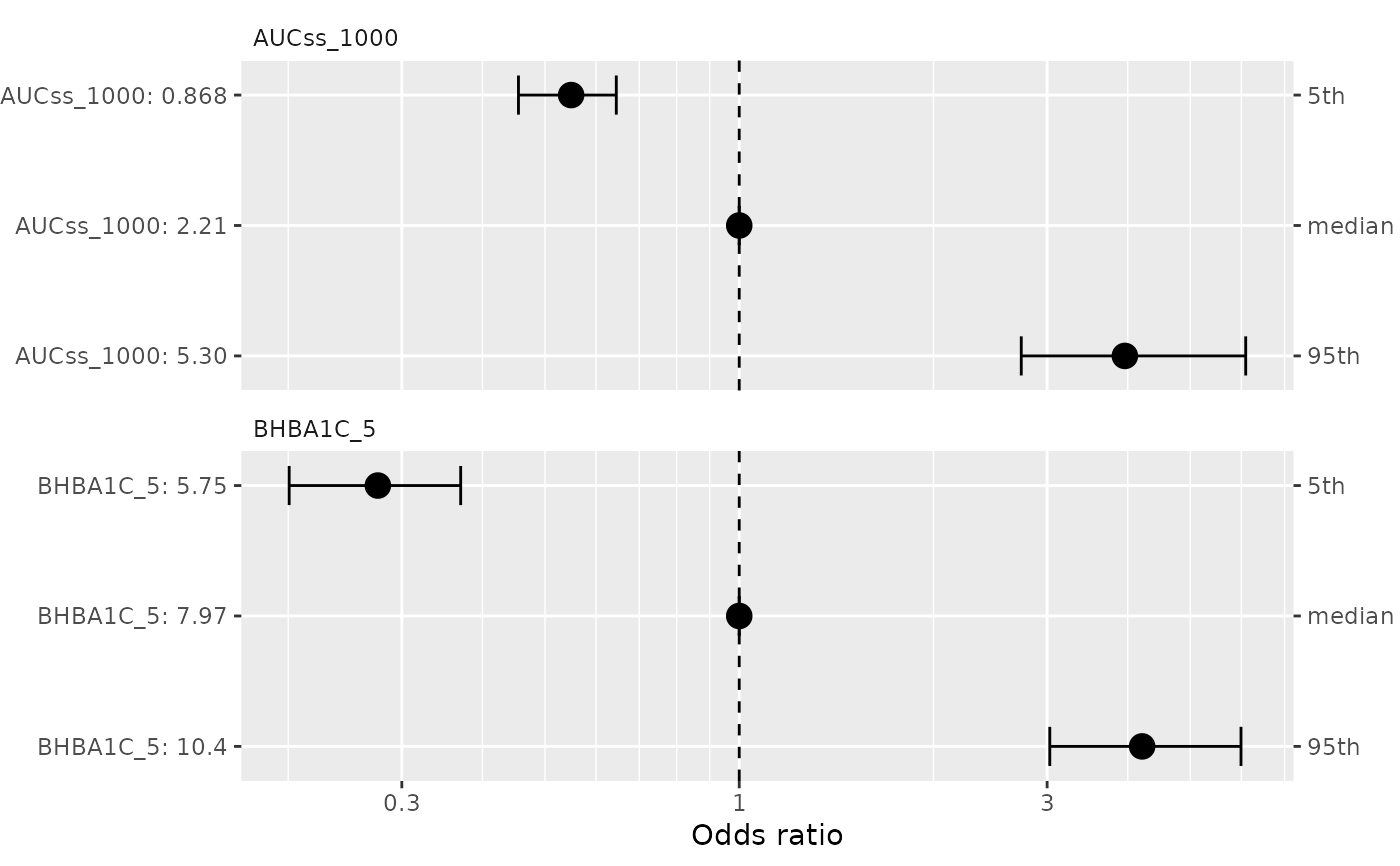 AUCss_1000
AUCss_1000: 0.868 5th
AUCss_1000: 2.21 median
AUCss_1000: 5.30 95th
BHBA1C_5
BHBA1C_5: 5.75 5th
BHBA1C_5: 7.97 median
BHBA1C_5: 10.4 95th
0.3 1 3
Odds ratio